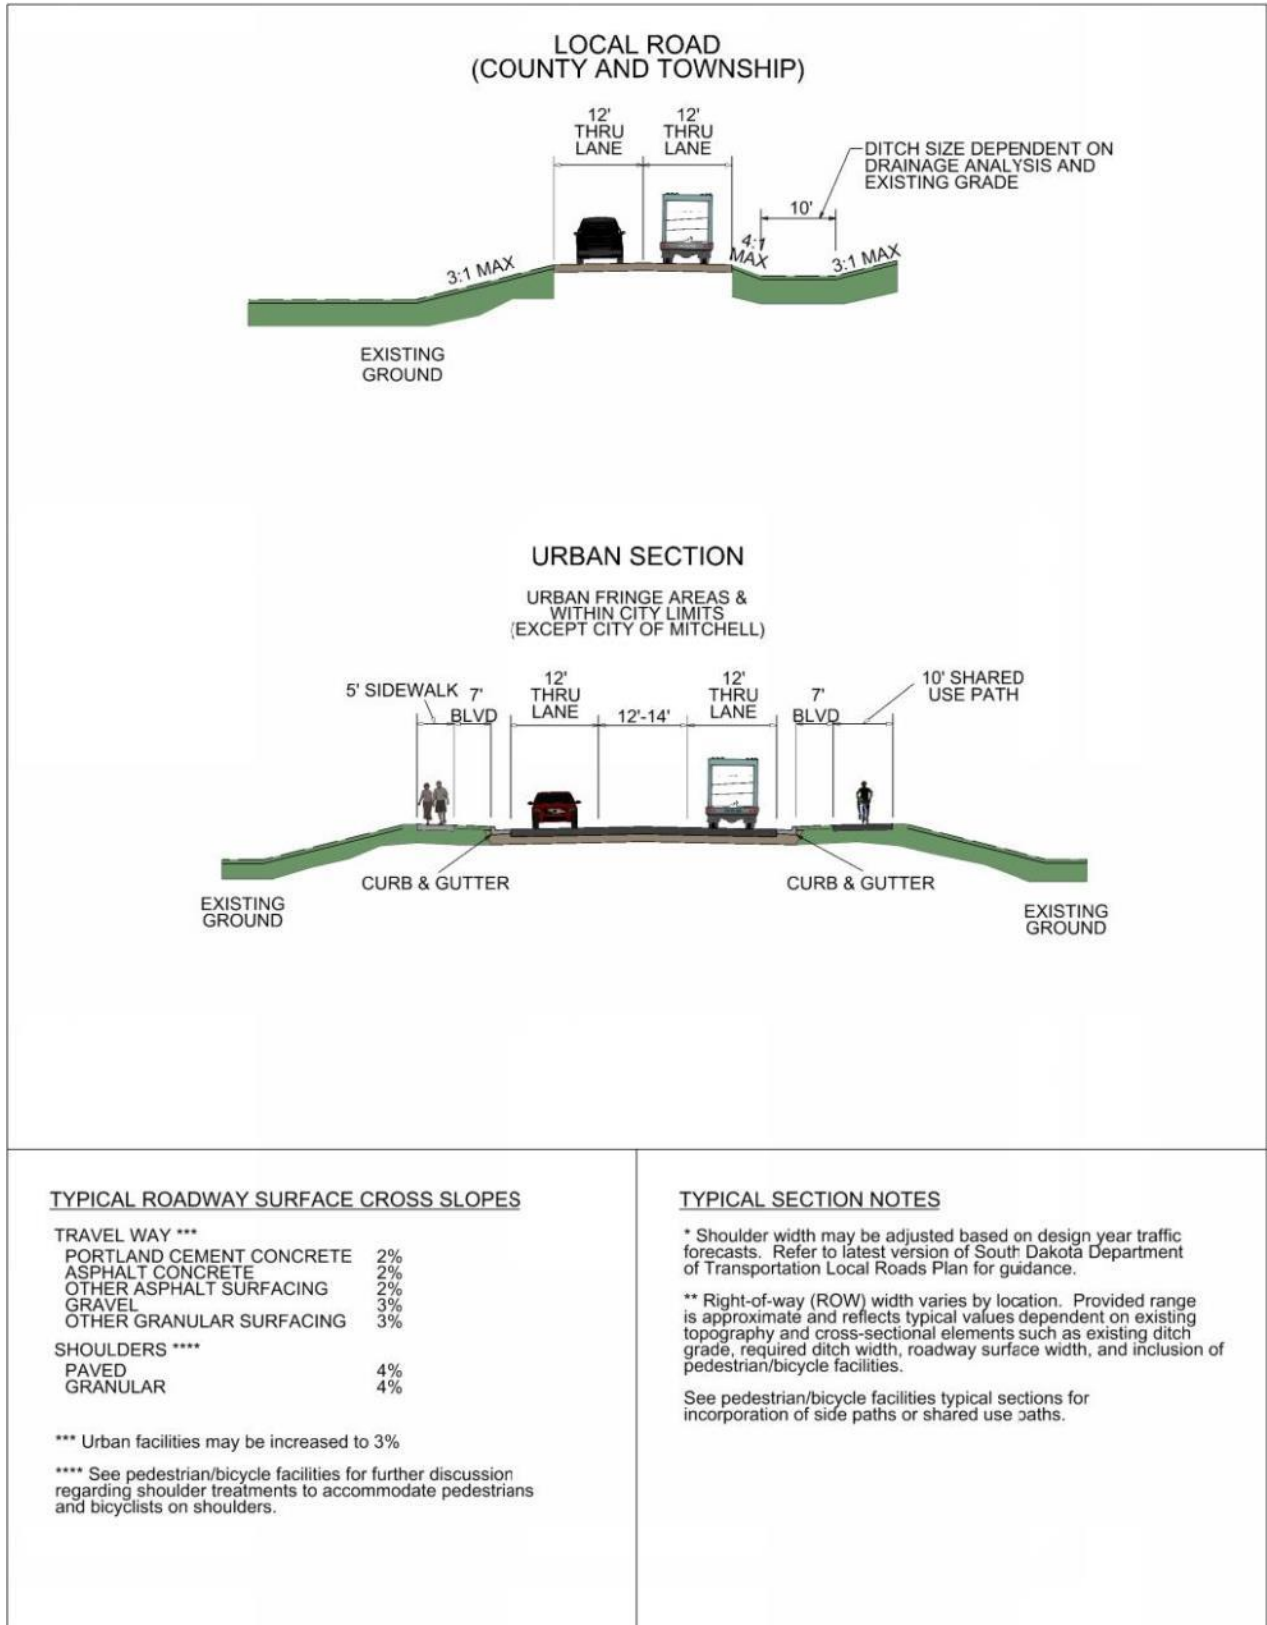 LOCAL ROAD
(COUNTY AND TOWNSHIP)
12'
THRU
LANE
12'
THRU
LANE
DITCH SIZE DEPENDENT ON
DRAINAGE ANALYSIS AND
EXISTING GRADE
10'
3:1 MAX
4:1
MAX
3:1 MAX
EXISTING
GROUND
URBAN SECTION
URBAN FRINGE AREAS &
WITHIN CITY LIMITS
(EXCEPT CITY OF MITCHELL)
5' SIDEWALK
7'
BLVD
12'
THRU
LANE
12'-14'
12'
THRU
LANE
7'
BLVD
10' SHARED
USE PATH
CURB & GUTTER
CURB & GUTTER
EXISTING
GROUND
EXISTING
GROUND
TYPICAL ROADWAY SURFACE CROSS SLOPES
TRAVEL WAY ***
PORTLAND CEMENT CONCRETE 2%
ASPHALT CONCRETE 2%
OTHER ASPHALT SURFACING 2%
GRAVEL 3%
OTHER GRANULAR SURFACING 3%
SHOULDERS ****
PAVED 4%
GRANULAR 4%
*** Urban facilities may be increased to 3%
**** See pedestrian/bicycle facilities for further discussion
regarding shoulder treatments to accommodate pedestrians
and bicyclists on shoulders.
TYPICAL SECTION NOTES
* Shoulder width may be adjusted based on design year traffic
forecasts. Refer to latest version of South Dakota Department
of Transportation Local Roads Plan for guidance.
** Right-of-way (ROW) width varies by location. Provided range
is approximate and reflects typical values dependent on existing
topography and cross-sectional elements such as existing ditch
grade, required ditch width, roadway surface width, and inclusion of
pedestrian/bicycle facilities.
See pedestrian/bicycle facilities typical sections for
incorporation of side paths or shared use paths.